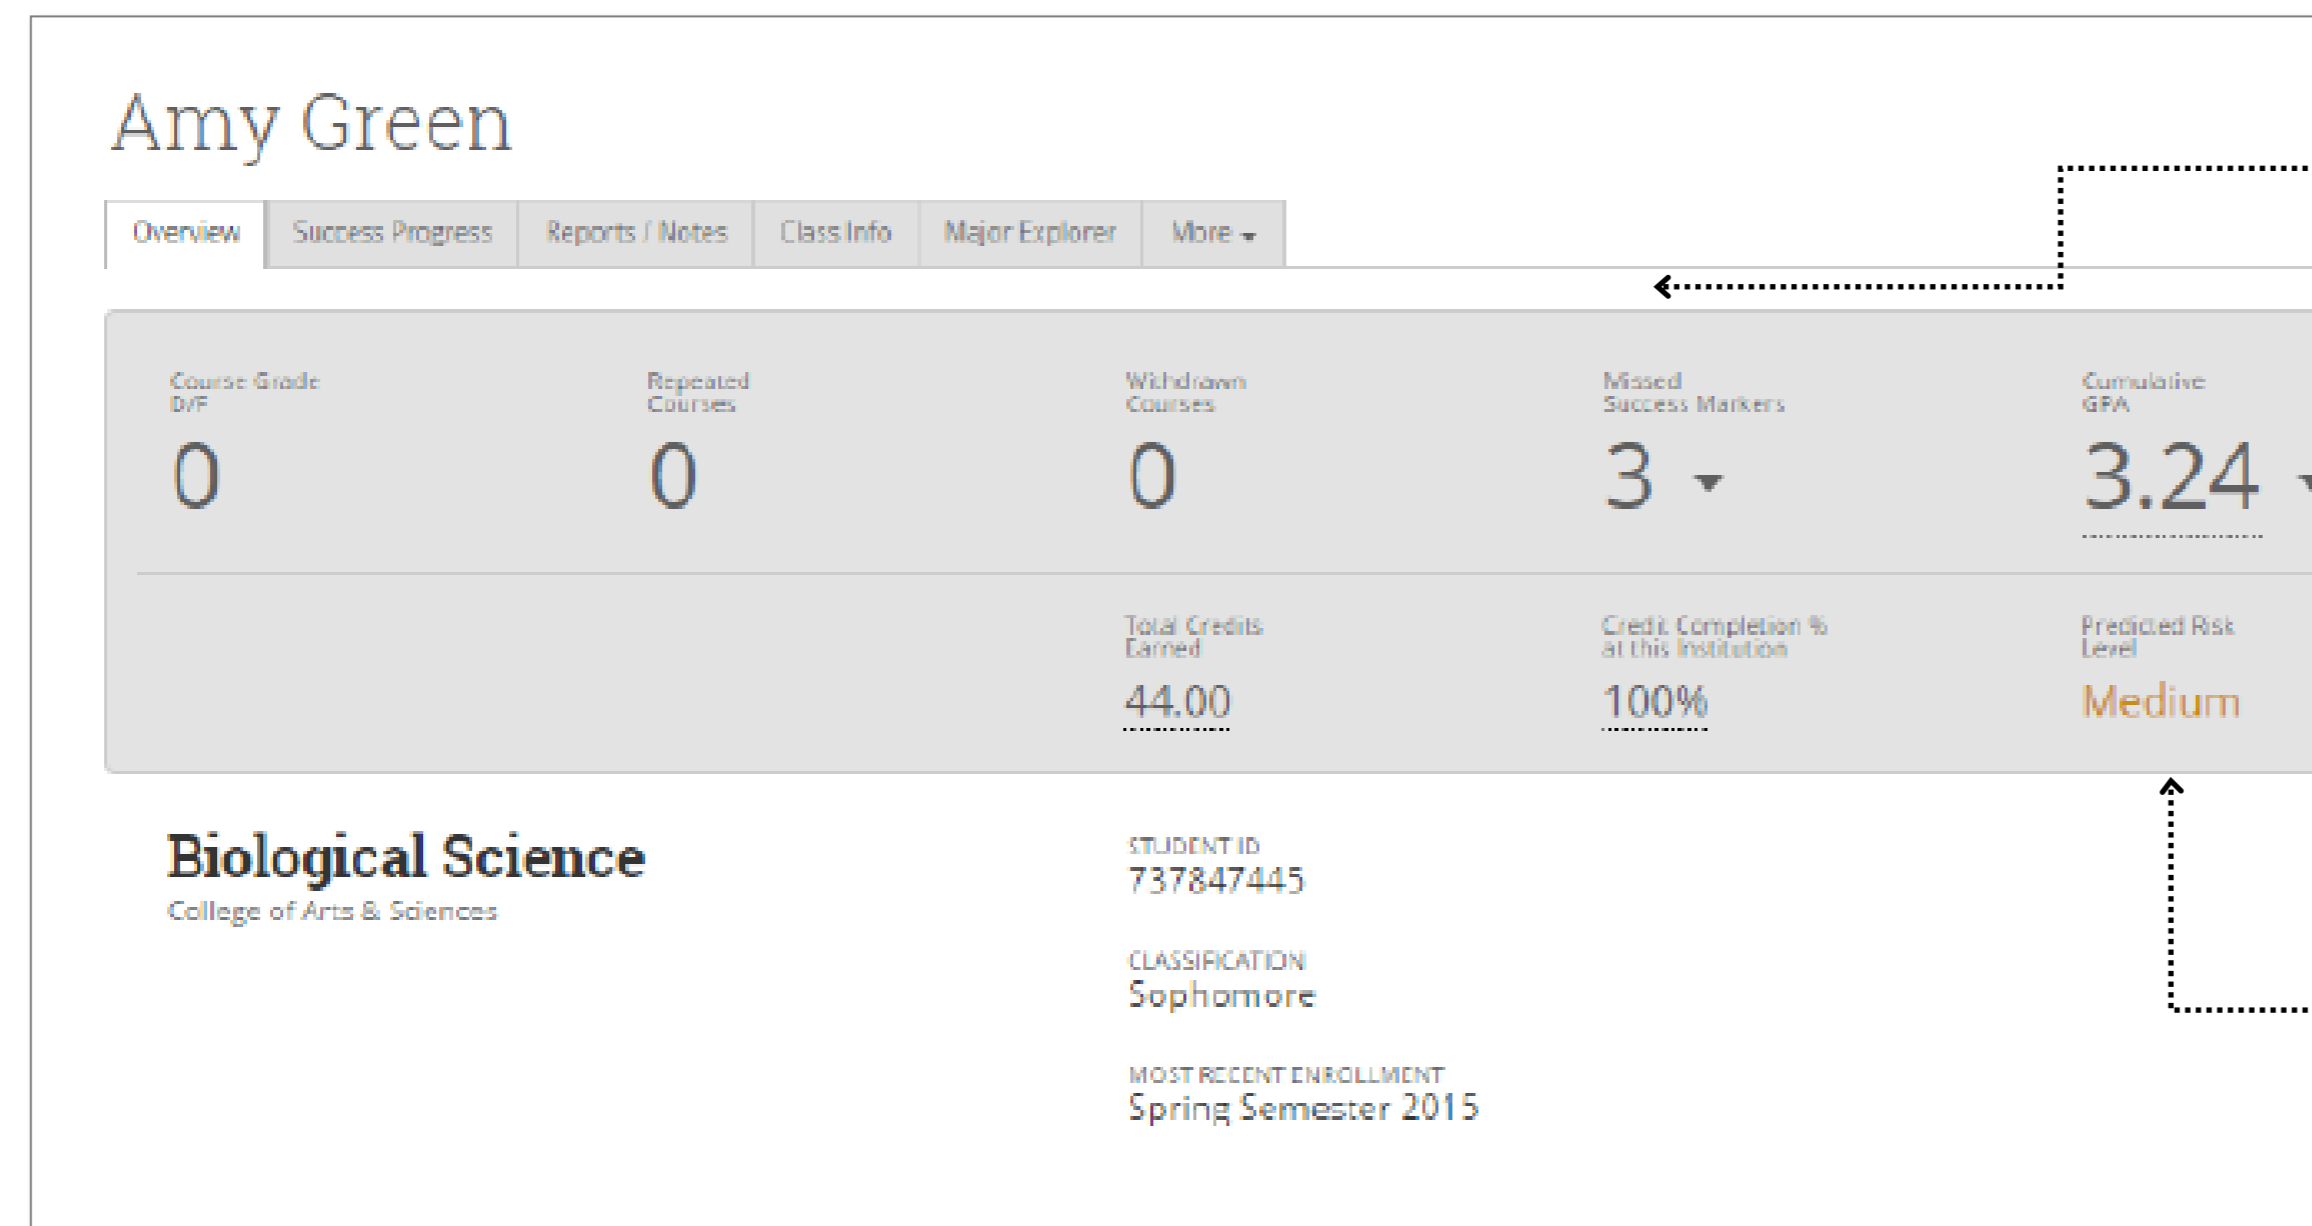 Amy Green
Overview Success Progress Reports / Notes Class Info Major Explorer More
Course Grade Repeated Withdrawn Missed Cumulative
D/F Courses Courses Success Markers GPA
0 0 0 3 3.24
Total Credits Credit Completion % Predicted Risk
Earned at this Institution Level
44.00 100% Medium
Biological Science
College of Arts & Sciences
STUDENT ID
737847445
CLASSIFICATION
Sophomore
MOST RECENT ENROLLMENT
Spring Semester 2015